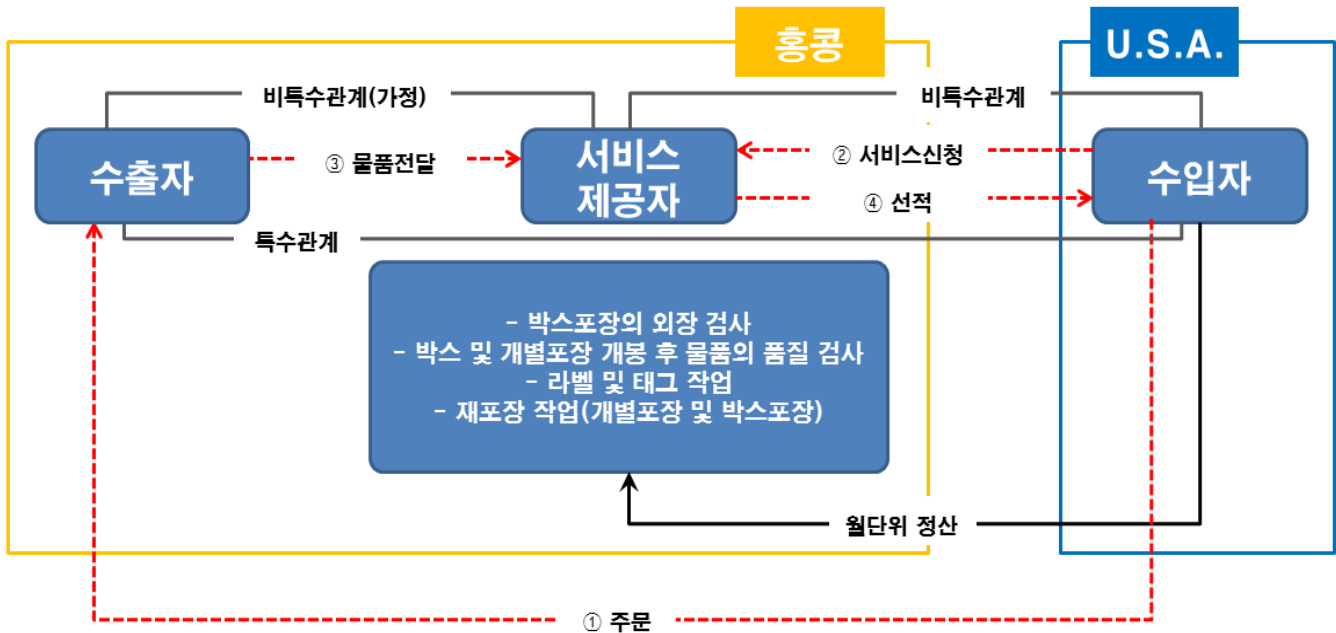 홍콩
U.S.A.
비특수관계(가정)
비특수관계
수출자
③ 물품전달
서비스
제공자
② 서비스신청
④ 선적
수입자
특수관계
- 박스포장의 외장 검사
- 박스 및 개별포장 개봉 후 물품의 품질 검사
- 라벨 및 태그 작업
- 재포장 작업(개별포장 및 박스포장)
월단위 정산
① 주문